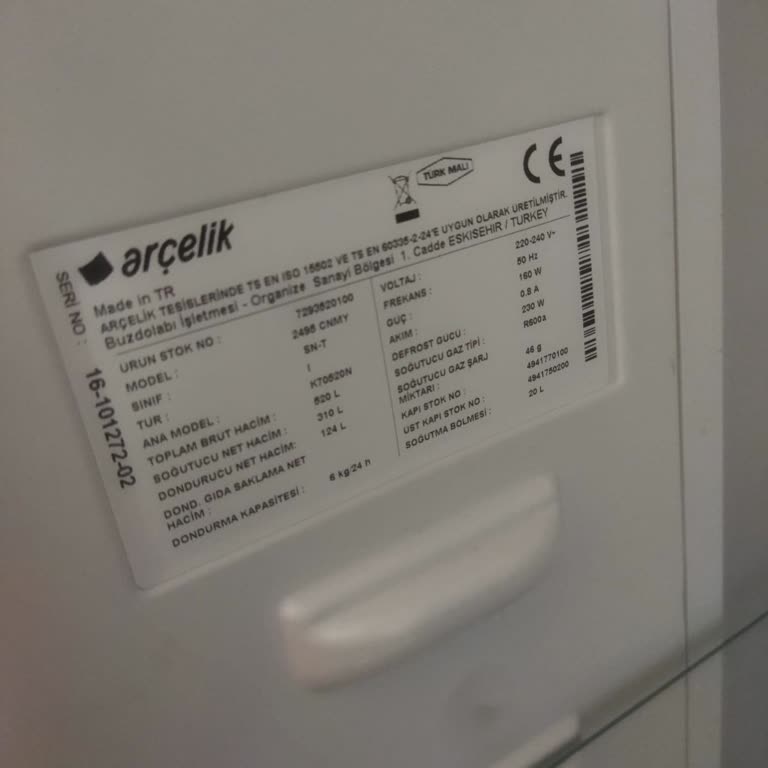 arçelik
TÜRK MALI
CE
Made in TR
ARÇELİK TESİSLERİNDE TS EN ISO 15502 VE TS EN 60335-2-24'E UYGUN OLARAK ÜRETİLMİŞTİR.
Buzdolabı İşletmesi - Organize Sanayi Bölgesi 1. Cadde ESKISEHIR / TURKEY
SERİ NO : 16-101272-02
ÜRÜN STOK NO : 7293520100
MODEL : 2495 CNMY
SINIF : SN-T
TÜR : I
ANA MODEL : K70520N
TOPLAM BRUT HACİM : 520 L
SOĞUTUCU NET HACİM : 310 L
DONDURUCU NET HACİM: 124 L
DOND. GIDA SAKLAMA NET
HACİM :
DONDURMA KAPASİTESİ : 6 kg/24 h
VOLTAJ : 220-240 V~
FREKANS : 50 Hz
GÜÇ : 160 W
AKIM : 0.8 A
DEFROST GÜCÜ : 230 W
SOĞUTUCU GAZ TİPİ : R600a
SOĞUTUCU GAZ ŞARJ
MİKTARI : 46 g
KAPI STOK NO : 4941770100
ÜST KAPI STOK NO : 4941750200
SOĞUTMA BÖLMESİ : 20 L